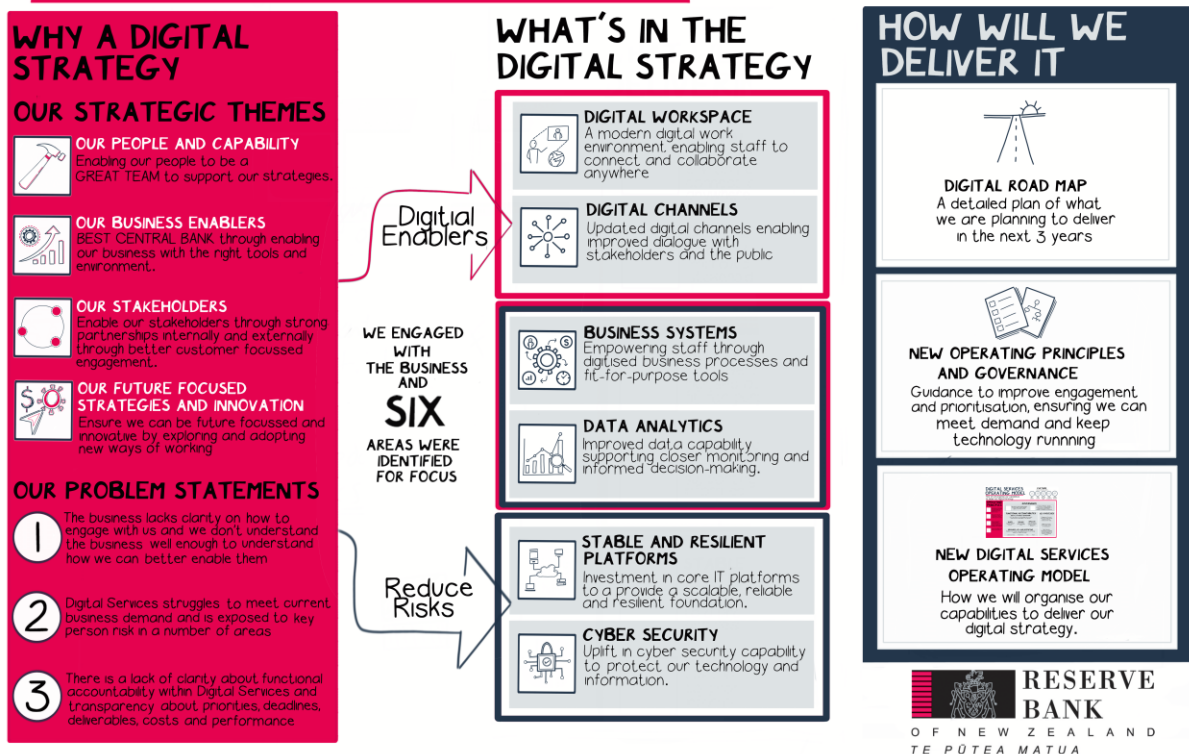 WHY A DIGITAL
STRATEGY
OUR STRATEGIC THEMES
OUR PEOPLE AND CAPABILITY
Enabling our people to be a
GREAT TEAM to support our strategies.
OUR BUSINESS ENABLERS
BEST CENTRAL BANK through enabling
our business with the right tools and
environment..
OUR STAKEHOLDERS
Enable our stakeholders through strong
partnerships internally and externally
through better customer focussed
engagement..
OUR FUTURE FOCUSED
STRATEGIES AND INNOVATION
Ensure we can be future focussed and
innovative by exploring and adopting
new ways of working
OUR PROBLEM STATEMENTS
1
The business lacks clarity on how to
engage with us and we don't understand
the business well enough to understand
how we can better enable them
2
Digital Services struggles to meet current
business demand and is exposed to key
person risk in a number of areas
3
There is a lack of clarity about functional
accountability within Digital Services and
transparency about priorities, deadlines,
deliverables, costs and performance
Digitial
Enablers
WE ENGAGED
WITH
THE BUSINESS
AND
SIX
AREAS WERE
IDENTIFIED
FOR FOCUS
Reduce
Risks
WHAT'S IN THE
DIGITAL STRATEGY
DIGITAL WORKSPACE
A modern digital work
environment, enabling staff to
connect and collaborate
anywhere
DIGITAL CHANNELS
Updated digital channels enabling
improved dialogue with
stakeholders and the public
BUSINESS SYSTEMS
Empowering staff through
digitised business processes and
fit-for-purpose tools
DATA ANALYTICS
Improved data capability
supporting closer monitoring and
informed decision-making.
STABLE AND RESILIENT
PLATFORMS
Investment in core IT platforms
to a provide a scalable, reliable
and resilient foundation.
CYBER SECURITY
Uplift in cyber security capability
to protect our technology and
information.
HOW WILL WE
DELIVER IT
DIGITAL ROAD MAP
A detailed plan of what
we are planning to deliver
in the next 3 years
NEW OPERATING PRINCIPLES
AND GOVERNANCE
Guidance to improve engagement
and prioritisation, ensuring we can
meet demand and keep
technology runnning
DIGITAL SERVICES
OPERATING MODEL
NEW DIGITAL SERVICES
OPERATING MODEL
How we will organise our
capabilities to deliver our
digital strategy.
RESERVE
BANK
OF NEW ZEALAND
TE PŪTEA MATUA